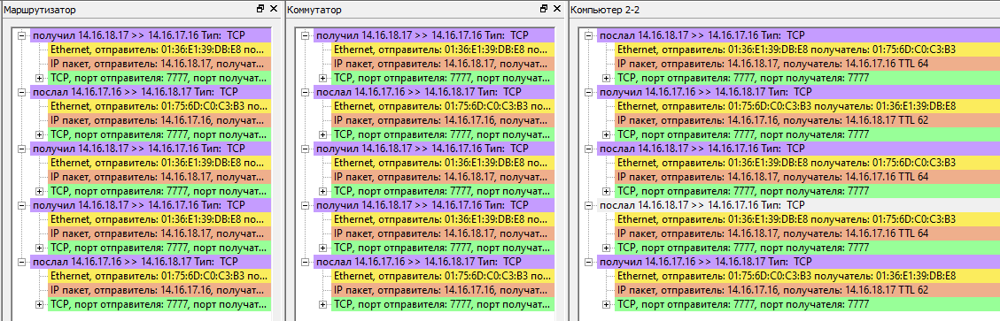 Маршрутизатор
получил 14.16.18.17 >> 14.16.17.16 Тип:  TCP
Ethernet, отправитель: 01:36:E1:39:DB:E8 по...
IP пакет, отправитель: 14.16.18.17, получат...
TCP, порт отправителя: 7777, порт получат...
послал 14.16.17.16 >> 14.16.18.17 Тип:  TCP
Ethernet, отправитель: 01:75:6D:C0:C3:B3 по...
IP пакет, отправитель: 14.16.17.16, получат...
TCP, порт отправителя: 7777, порт получат...
получил 14.16.18.17 >> 14.16.17.16 Тип:  TCP
Ethernet, отправитель: 01:36:E1:39:DB:E8 по...
IP пакет, отправитель: 14.16.18.17, получат...
TCP, порт отправителя: 7777, порт получат...
получил 14.16.18.17 >> 14.16.17.16 Тип:  TCP
Ethernet, отправитель: 01:36:E1:39:DB:E8 по...
IP пакет, отправитель: 14.16.18.17, получат...
TCP, порт отправителя: 7777, порт получат...
послал 14.16.17.16 >> 14.16.18.17 Тип:  TCP
Ethernet, отправитель: 01:75:6D:C0:C3:B3 по...
IP пакет, отправитель: 14.16.17.16, получат...
TCP, порт отправителя: 7777, порт получат...
Коммутатор
получил 14.16.18.17 >> 14.16.17.16 Тип:  TCP
Ethernet, отправитель: 01:36:E1:39:DB:E8 по...
IP пакет, отправитель: 14.16.18.17, получат...
TCP, порт отправителя: 7777, порт получат...
послал 14.16.17.16 >> 14.16.18.17 Тип:  TCP
Ethernet, отправитель: 01:75:6D:C0:C3:B3 по...
IP пакет, отправитель: 14.16.17.16, получат...
TCP, порт отправителя: 7777, порт получат...
получил 14.16.18.17 >> 14.16.17.16 Тип:  TCP
Ethernet, отправитель: 01:36:E1:39:DB:E8 по...
IP пакет, отправитель: 14.16.18.17, получат...
TCP, порт отправителя: 7777, порт получат...
получил 14.16.18.17 >> 14.16.17.16 Тип:  TCP
Ethernet, отправитель: 01:36:E1:39:DB:E8 по...
IP пакет, отправитель: 14.16.18.17, получат...
TCP, порт отправителя: 7777, порт получат...
послал 14.16.17.16 >> 14.16.18.17 Тип:  TCP
Ethernet, отправитель: 01:75:6D:C0:C3:B3 по...
IP пакет, отправитель: 14.16.17.16, получат...
TCP, порт отправителя: 7777, порт получат...
Компьютер 2-2
послал 14.16.18.17 >> 14.16.17.16 Тип:  TCP
Ethernet, отправитель: 01:36:E1:39:DB:E8 получатель: 01:75:6D:C0:C3:B3
IP пакет, отправитель: 14.16.18.17, получатель: 14.16.17.16 TTL 64
TCP, порт отправителя: 7777, порт получателя: 7777
получил 14.16.17.16 >> 14.16.18.17 Тип:  TCP
Ethernet, отправитель: 01:75:6D:C0:C3:B3 получатель: 01:36:E1:39:DB:E8
IP пакет, отправитель: 14.16.17.16, получатель: 14.16.18.17 TTL 62
TCP, порт отправителя: 7777, порт получателя: 7777
послал 14.16.18.17 >> 14.16.17.16 Тип:  TCP
Ethernet, отправитель: 01:36:E1:39:DB:E8 получатель: 01:75:6D:C0:C3:B3
IP пакет, отправитель: 14.16.18.17, получатель: 14.16.17.16 TTL 64
TCP, порт отправителя: 7777, порт получателя: 7777
послал 14.16.18.17 >> 14.16.17.16 Тип:  TCP
Ethernet, отправитель: 01:36:E1:39:DB:E8 получатель: 01:75:6D:C0:C3:B3
IP пакет, отправитель: 14.16.18.17, получатель: 14.16.17.16 TTL 64
TCP, порт отправителя: 7777, порт получателя: 7777
получил 14.16.17.16 >> 14.16.18.17 Тип:  TCP
Ethernet, отправитель: 01:75:6D:C0:C3:B3 получатель: 01:36:E1:39:DB:E8
IP пакет, отправитель: 14.16.17.16, получатель: 14.16.18.17 TTL 62
TCP, порт отправителя: 7777, порт получателя: 7777